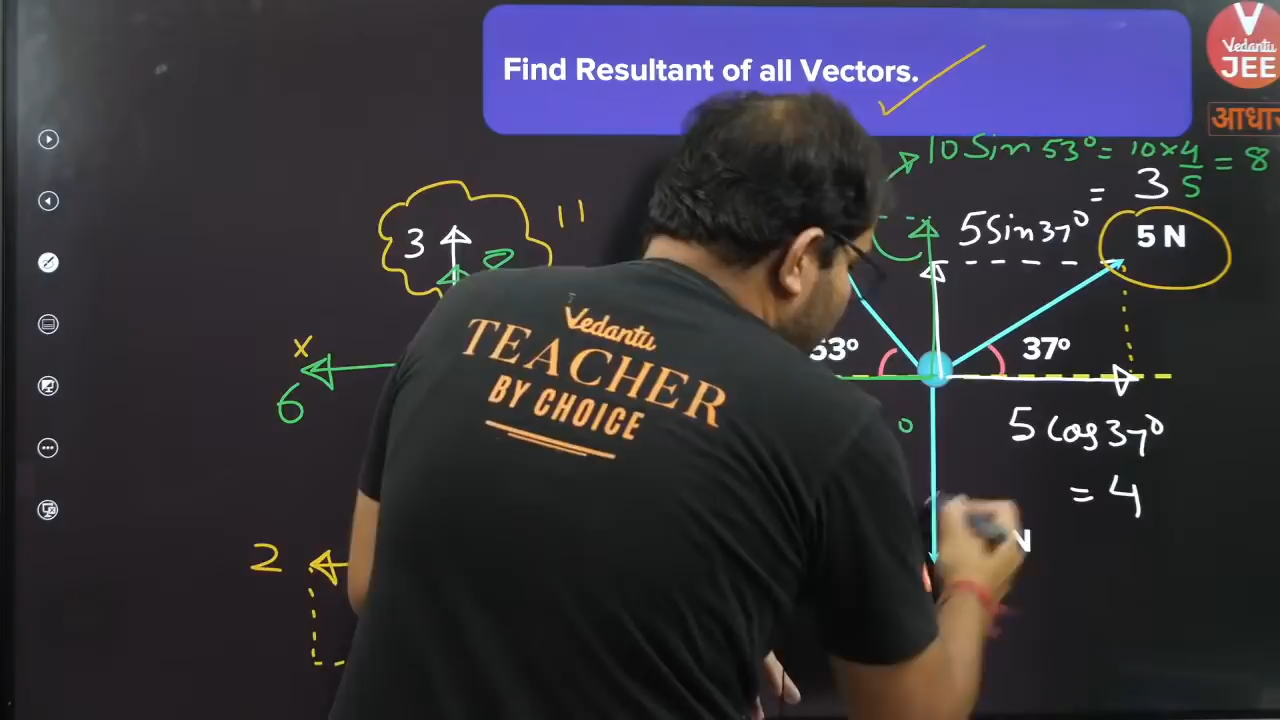 Find Resultant of all Vectors.
V
Vedantu
JEE
10 Sin 53° = 10 × 4/5 = 8
= 3
5 Sin 37°
5 N
3
11
8
53°
37°
x
6
5 Cos 37°
= 4
N
2
Vedantu
TEACHER
BY CHOICE